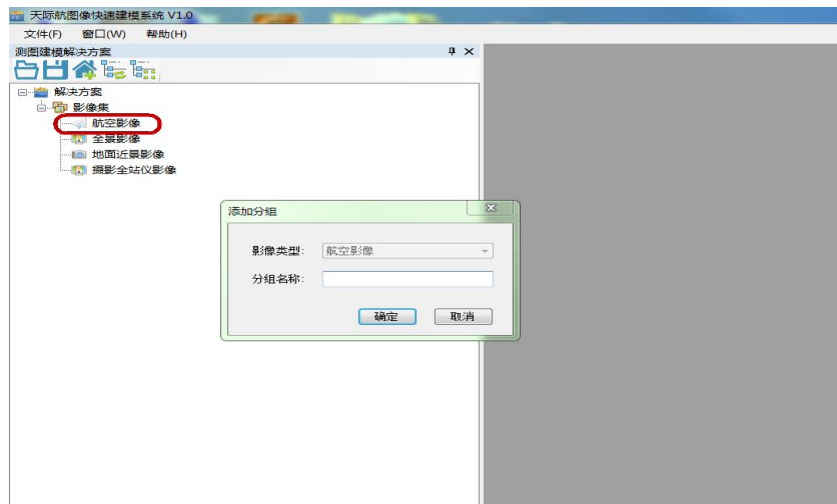 天际航图像快速建模系统 V1.0
文件(F) 窗口(W) 帮助(H)
测图建模解决方案
解决方案
影像集
航空影像
全景影像
地面近景影像
摄影全站仪影像
添加分组
影像类型: 航空影像
分组名称:
确定 取消